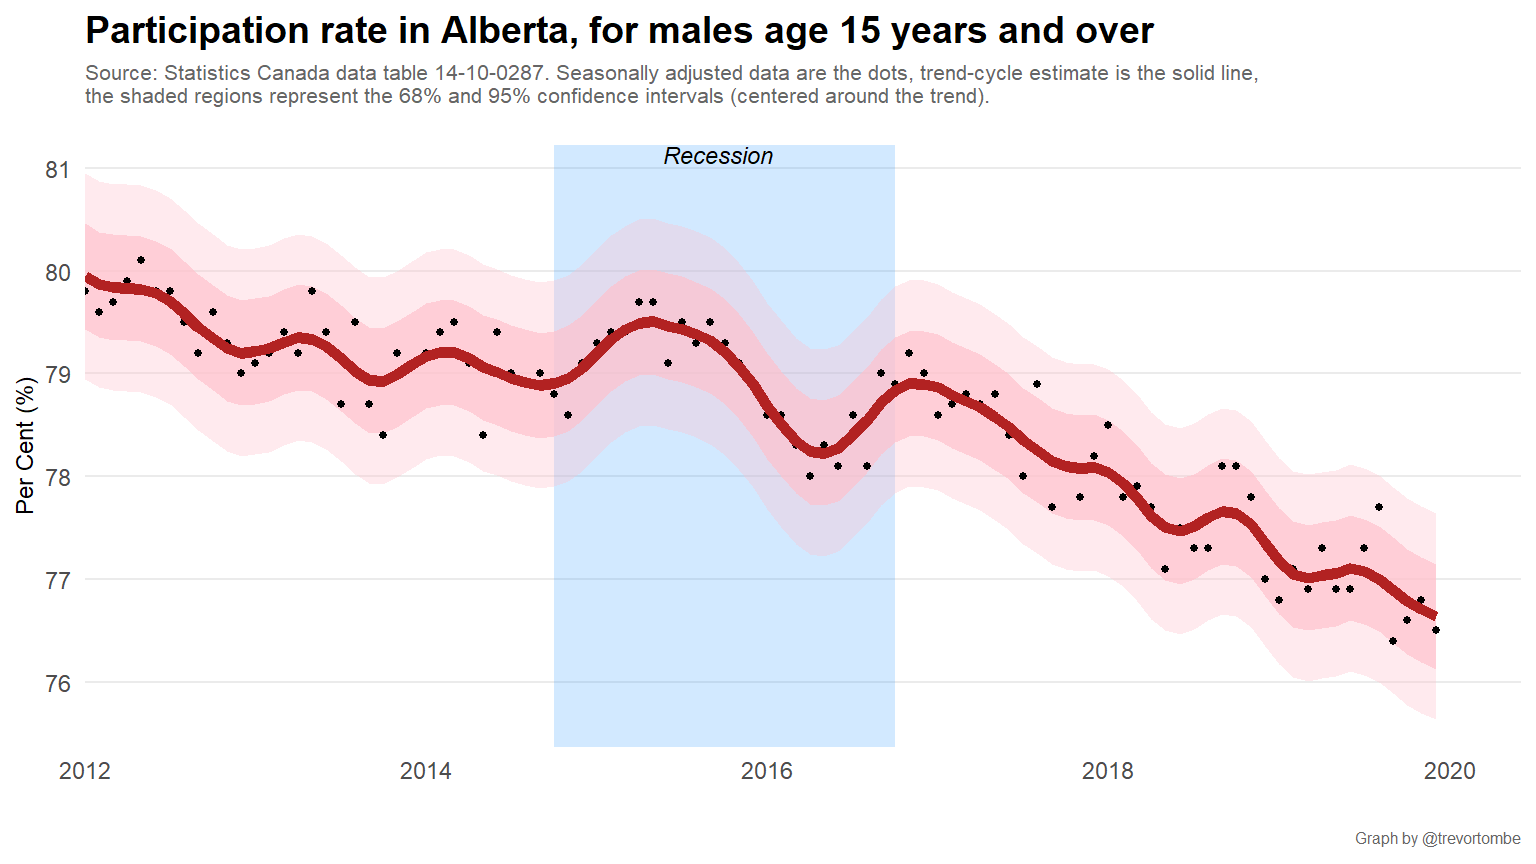 Participation rate in Alberta, for males age 15 years and over
Source: Statistics Canada data table 14-10-0287. Seasonally adjusted data are the dots, trend-cycle estimate is the solid line,
the shaded regions represent the 68% and 95% confidence intervals (centered around the trend).
Recession
81
80
79
78
77
76
Per Cent (%)
2012 2014 2016 2018 2020
Graph by @trevortombe